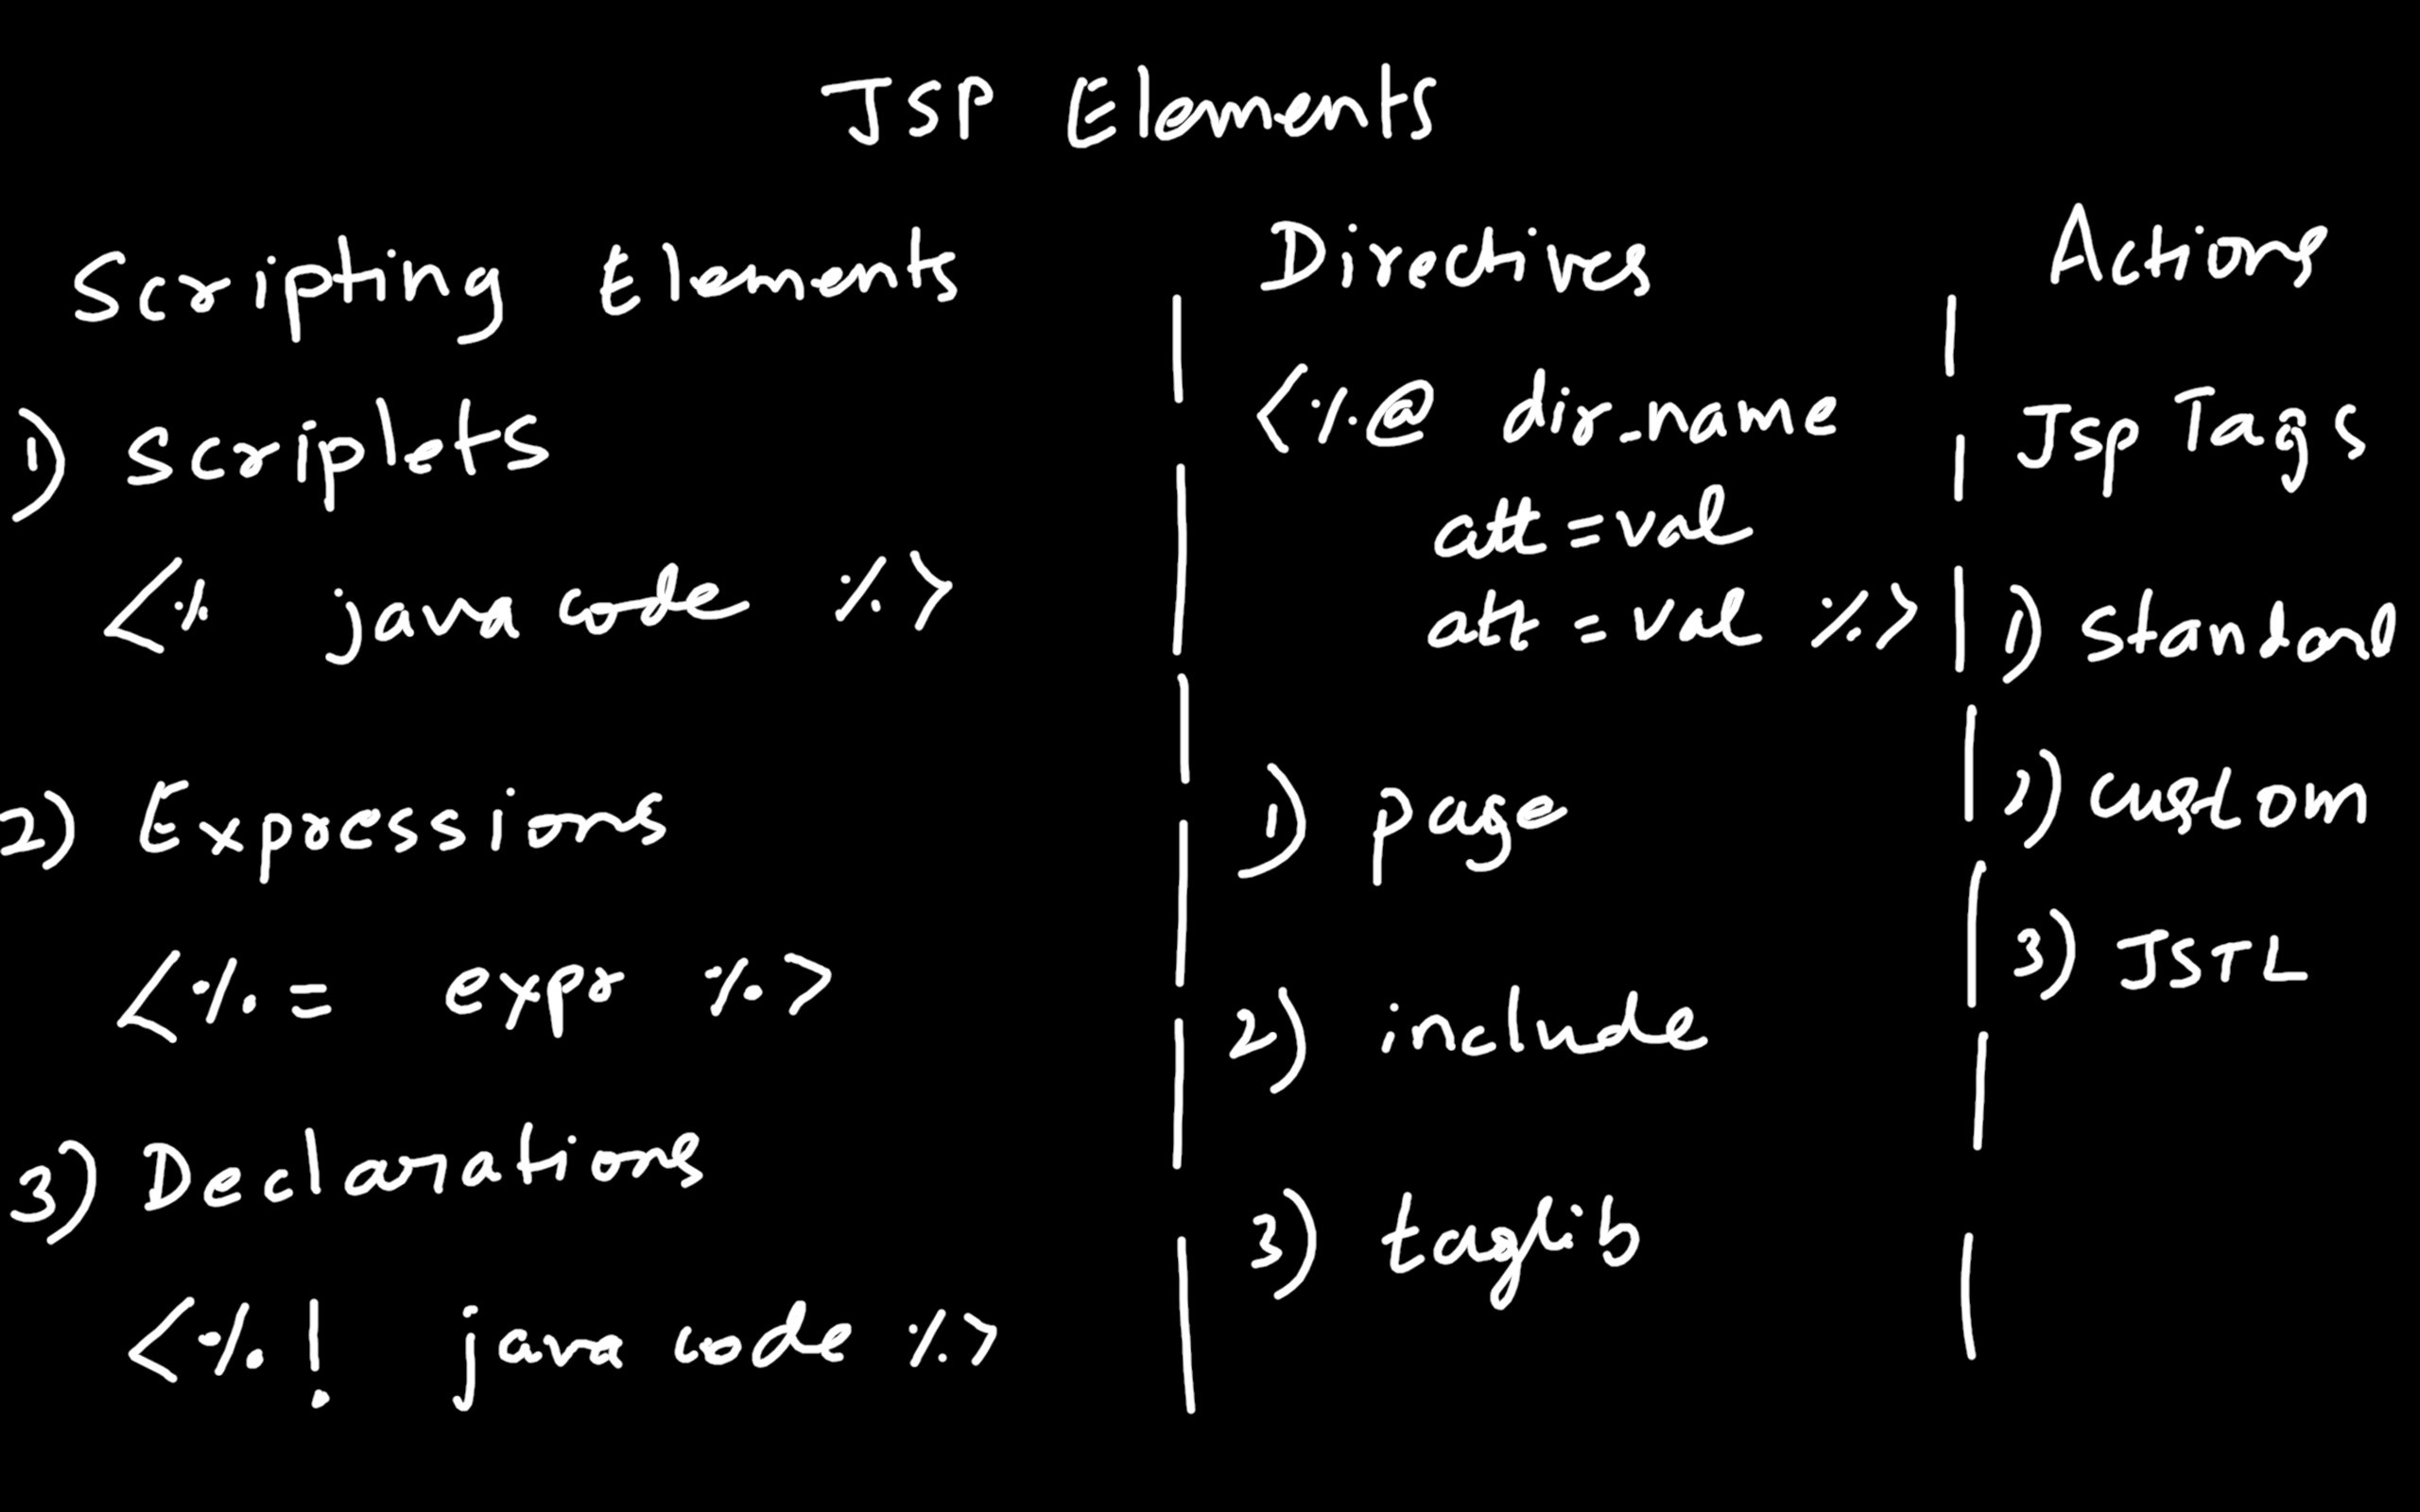 JSP Elements
Scripting Elements
1) Scriplets
<% java code %>
2) Expressions
<%= expr %>
3) Declarations
<%! java code %>
Directives
<%@ dir_name
att = val
att = val %>
1) page
2) include
3) taglib
Actions
Jsp Tags
1) Standard
2) custom
3) JSTL